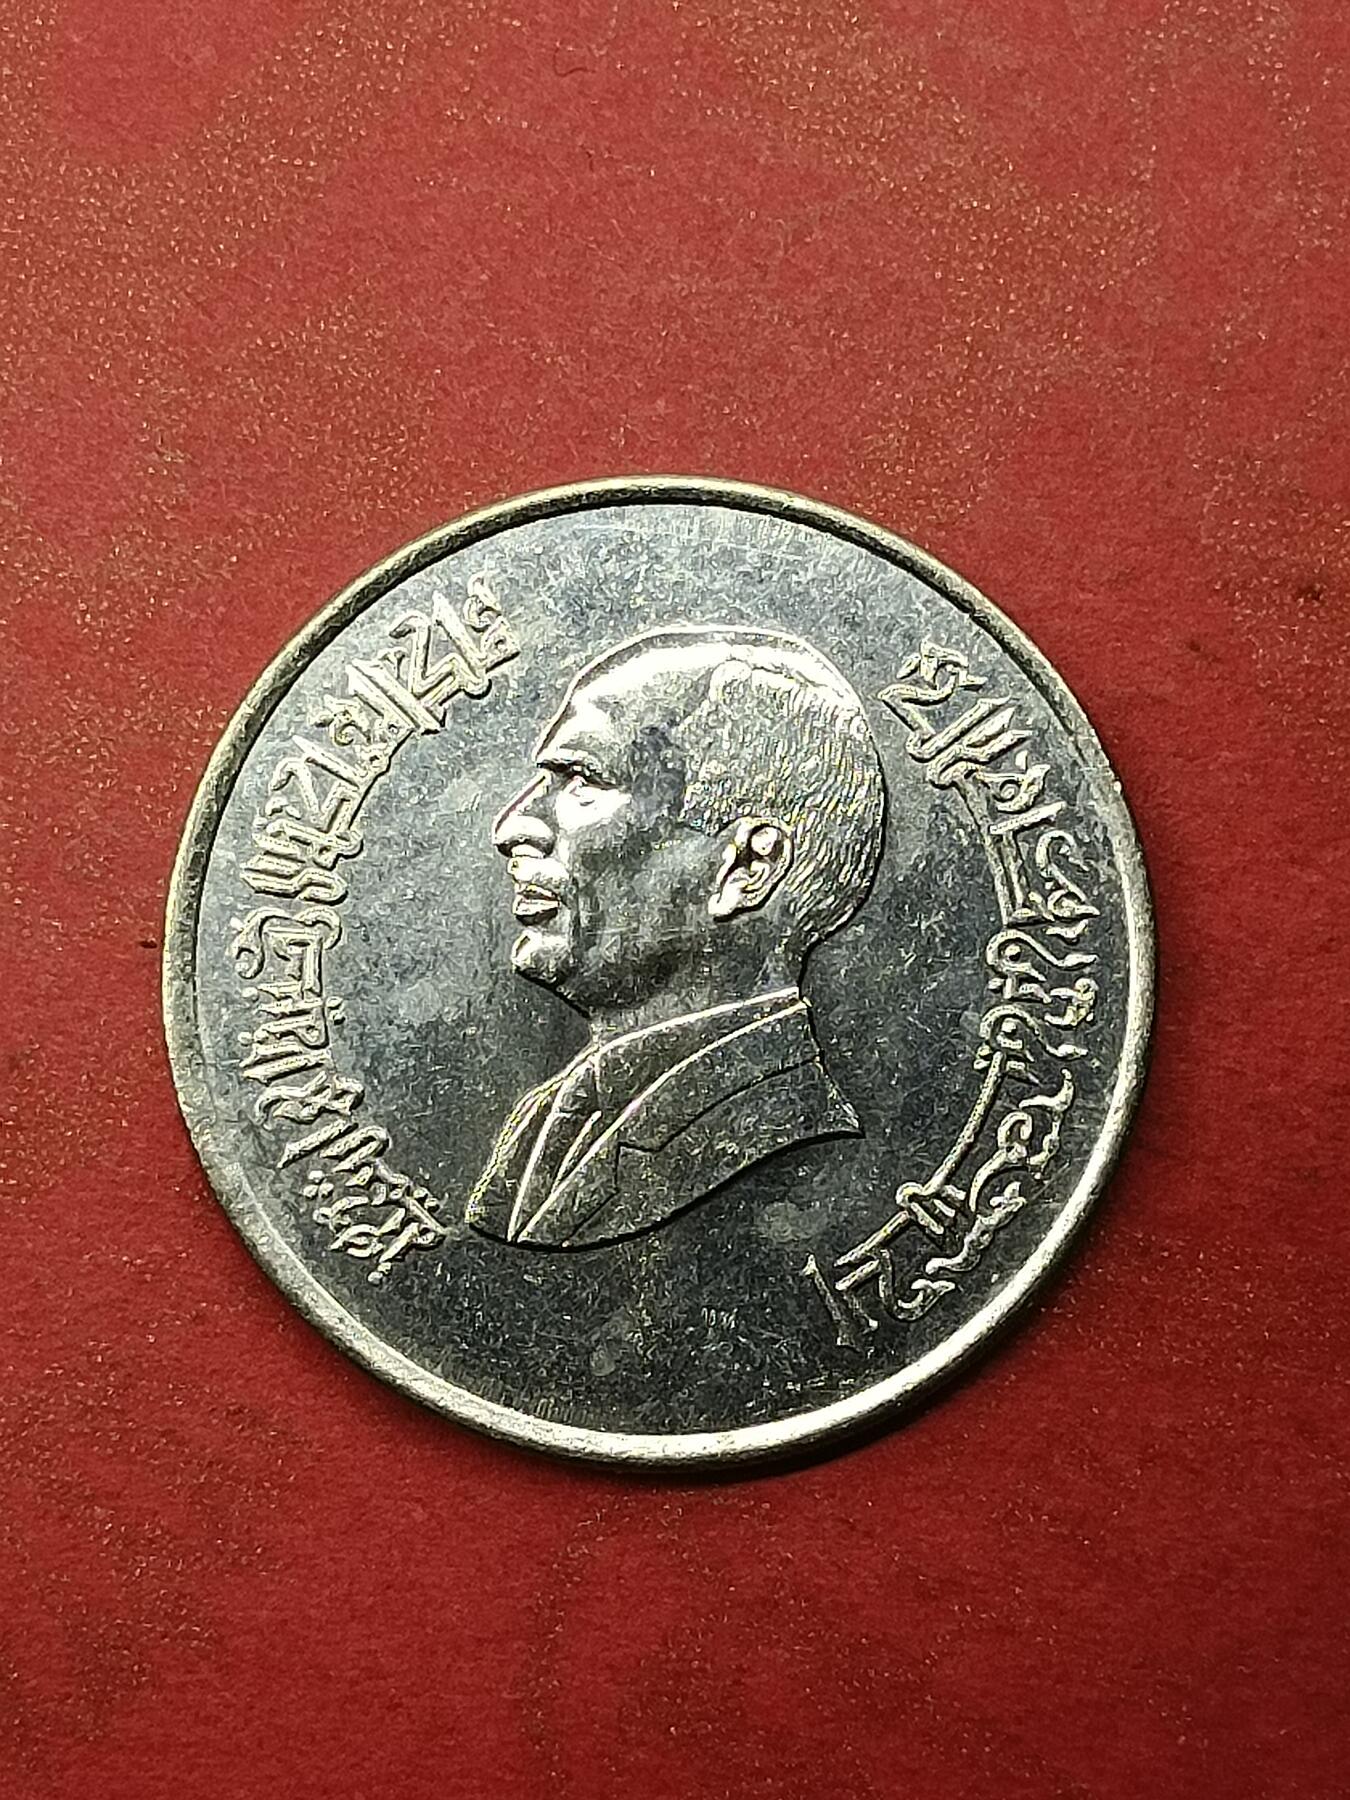 الحسين بن طلال
ملك المملكة الاردنية الهاشمية